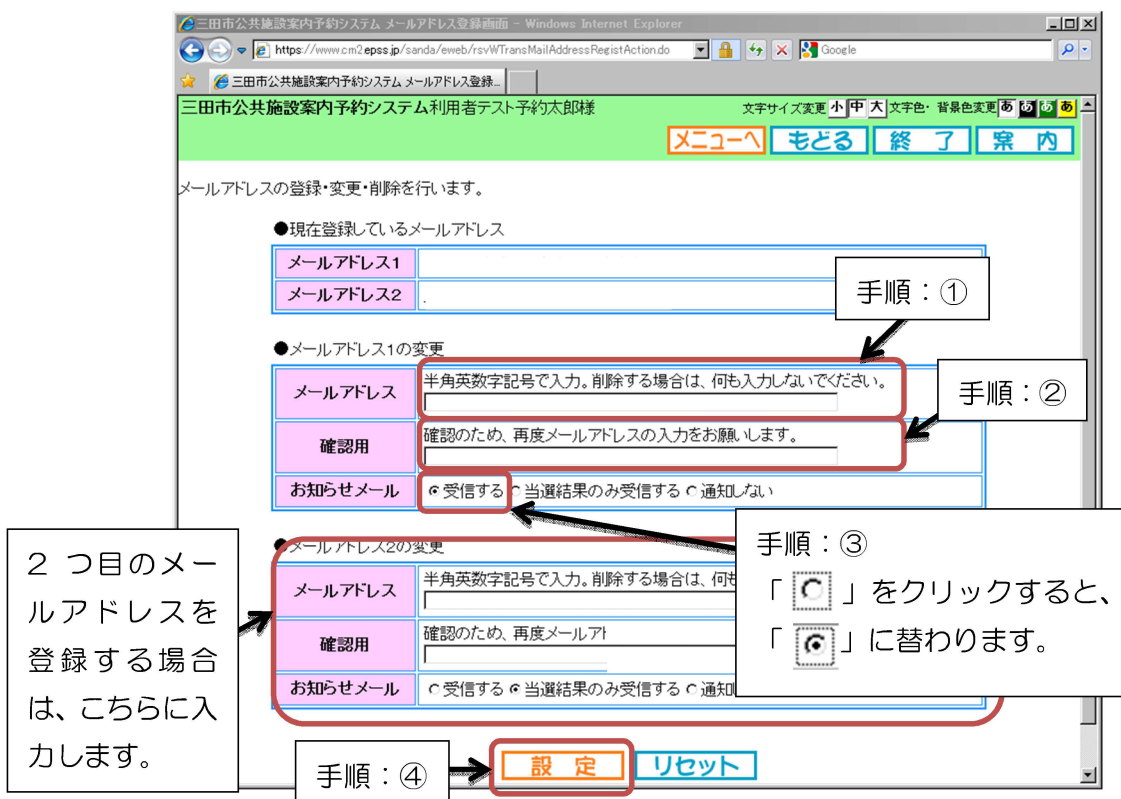 三田市公共施設案内予約システム メールアドレス登録画面 - Windows Internet Explorer
https://www.cm2epss.jp/sanda/eweb/rsvWTransMailAddressRegistAction.do
Google
三田市公共施設案内予約システム メールアドレス登録...
三田市公共施設案内予約システム利用者テスト予約太郎様
文字サイズ変更 小 中 大 文字色・ 背景色変更 あ あ あ あ
メニューへ もどる 終 了 案 内
メールアドレスの登録・変更・削除を行います。
●現在登録しているメールアドレス
メールアドレス1
メールアドレス2
手順：①
●メールアドレス1の変更
メールアドレス
半角英数字記号で入力。削除する場合は、何も入力しないでください。
手順：②
確認用
確認のため、再度メールアドレスの入力をお願いします。
お知らせメール
受信する 当選結果のみ受信する 通知しない
●メールアドレス2の変更
メールアドレス
半角英数字記号で入力。削除する場合は、何も
確認用
確認のため、再度メールア
お知らせメール
受信する 当選結果のみ受信する 通知
手順：③
「 」をクリックすると、
「 」に替わります。
2 つ目のメー
ルアドレスを
登録する場合
は、こちらに入
力します。
手順：④
設 定 リセット